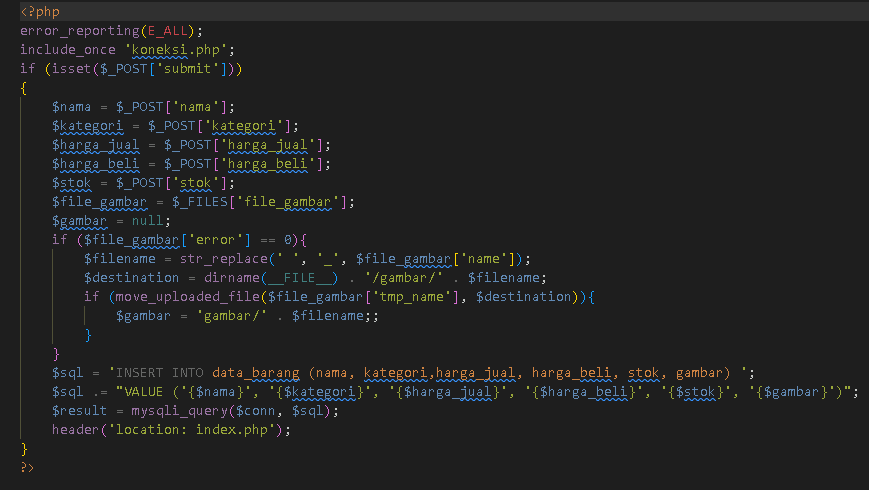 <?php
error_reporting(E_ALL);
include_once 'koneksi.php';
if (isset($_POST['submit']))
{
    $nama = $_POST['nama'];
    $kategori = $_POST['kategori'];
    $harga_jual = $_POST['harga_jual'];
    $harga_beli = $_POST['harga_beli'];
    $stok = $_POST['stok'];
    $file_gambar = $_FILES['file_gambar'];
    $gambar = null;
    if ($file_gambar['error'] == 0){
        $filename = str_replace(' ', '_', $file_gambar['name']);
        $destination = dirname(__FILE__) . '/gambar/' . $filename;
        if (move_uploaded_file($file_gambar['tmp_name'], $destination)){
            $gambar = 'gambar/' . $filename;;
        }
    }
    $sql = 'INSERT INTO data_barang (nama, kategori,harga_jual, harga_beli, stok, gambar) ';
    $sql .= "VALUE ('{$nama}', '{$kategori}', '{$harga_jual}', '{$harga_beli}', '{$stok}', '{$gambar}')";
    $result = mysqli_query($conn, $sql);
    header('location: index.php');
}
?>